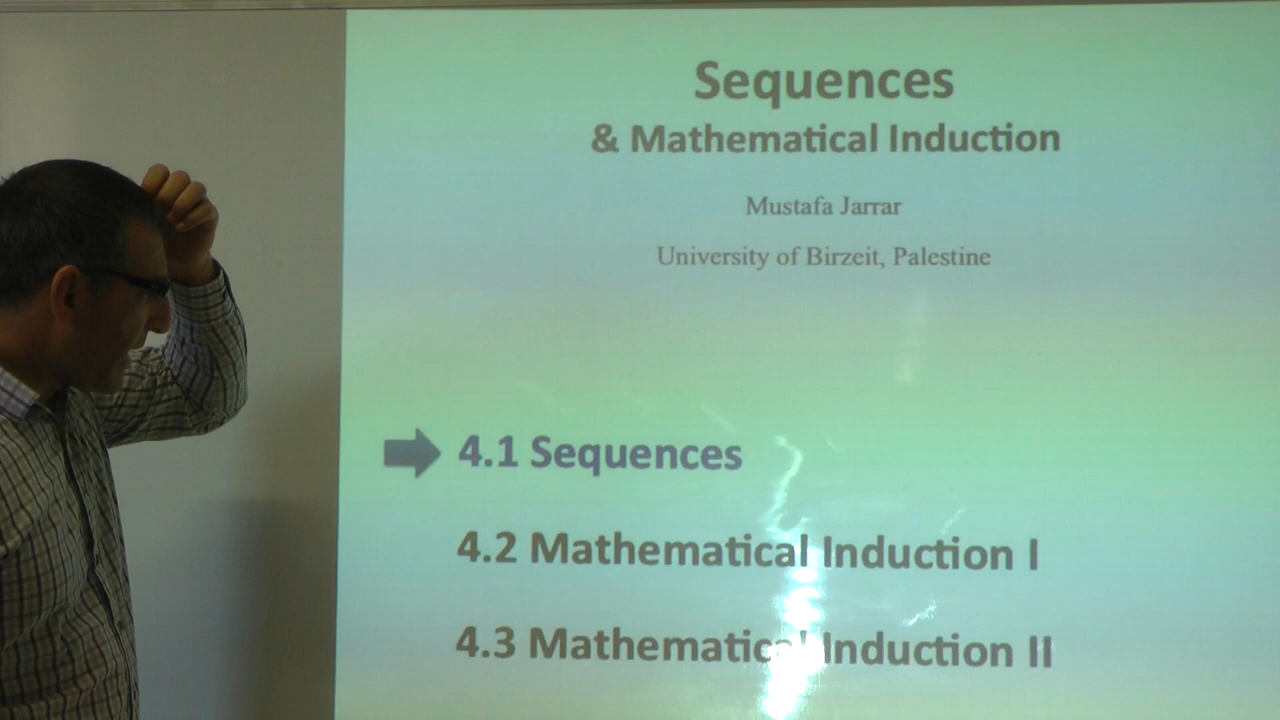 Sequences
& Mathematical Induction
Mustafa Jarrar
University of Birzeit, Palestine
4.1 Sequences
4.2 Mathematical Induction I
4.3 Mathematical Induction II